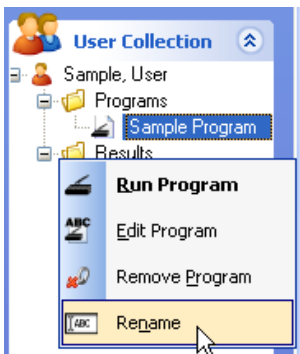 User Collection
Sample, User
Programs
Sample Program
Results
Run Program
ABC
Edit Program
Remove Program
ABC
Rename